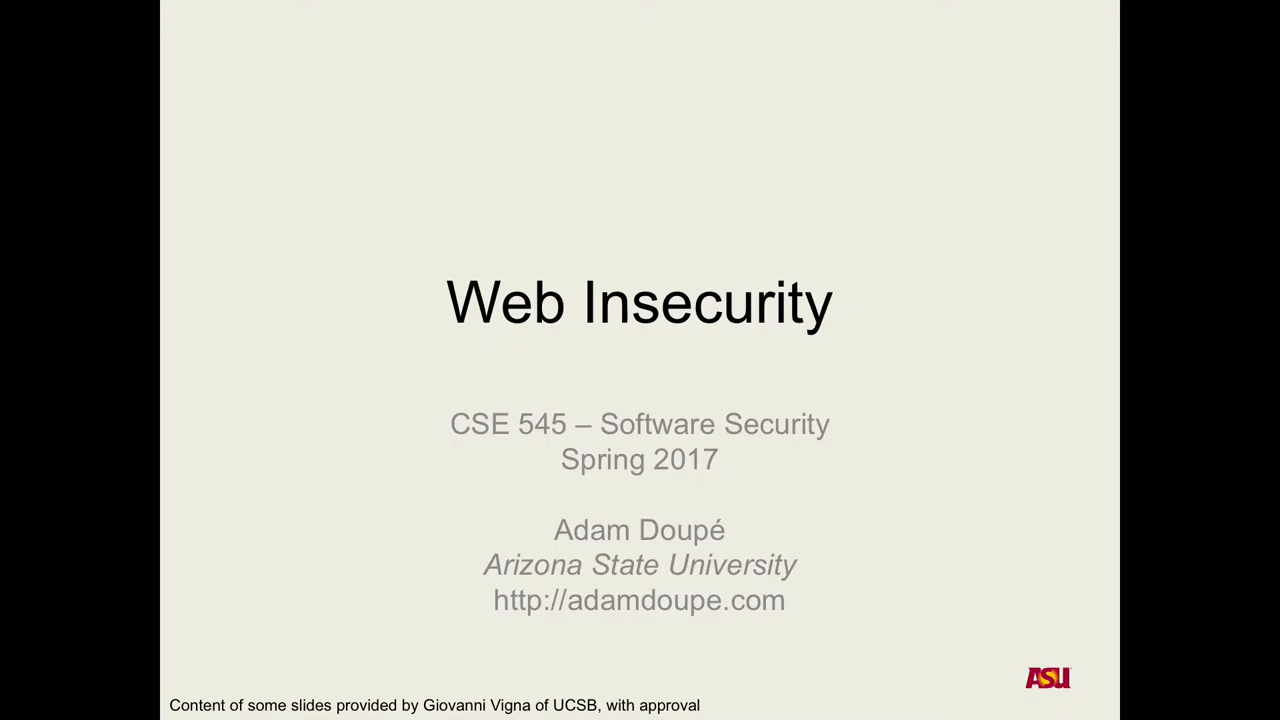 Web Insecurity
CSE 545 – Software Security
Spring 2017
Adam Doupé
Arizona State University
http://adamdoupe.com
ASU
Content of some slides provided by Giovanni Vigna of UCSB, with approval